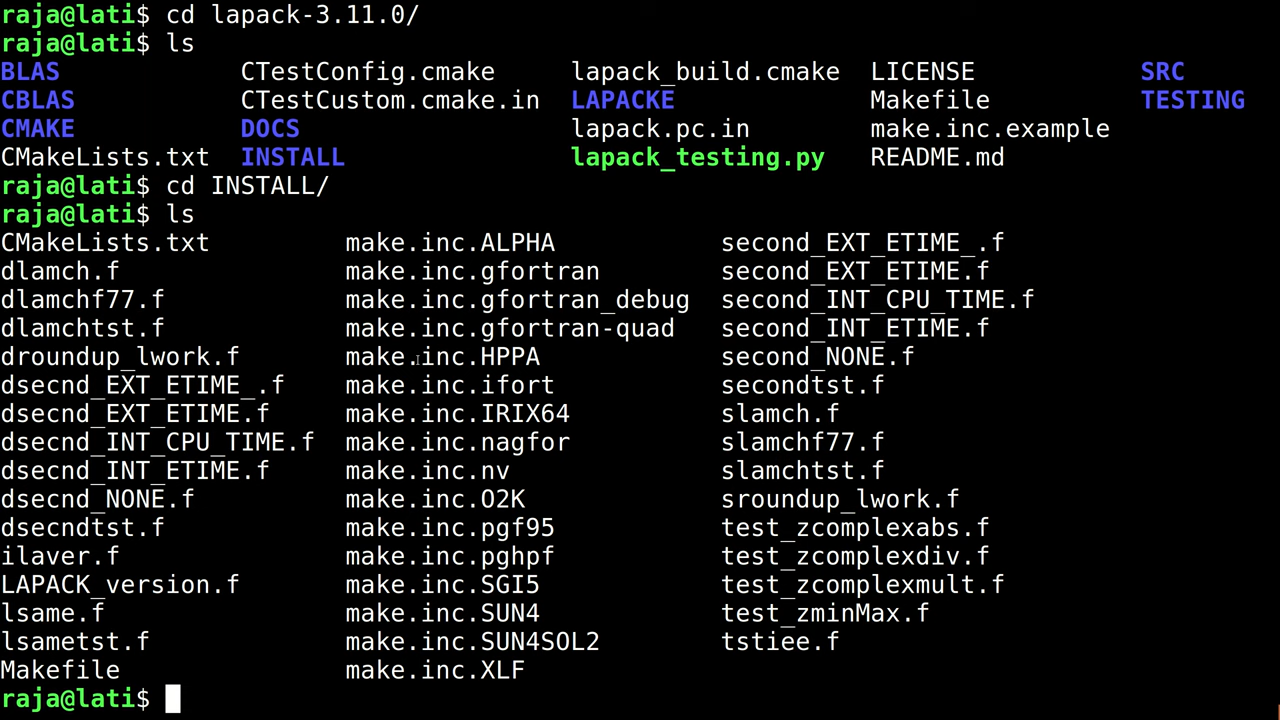 raja@lati$ cd lapack-3.11.0/
raja@lati$ ls
BLAS CTestConfig.cmake lapack_build.cmake LICENSE SRC
CBLAS CTestCustom.cmake.in LAPACKE Makefile TESTING
CMAKE DOCS lapack.pc.in make.inc.example
CMakeLists.txt INSTALL lapack_testing.py README.md
raja@lati$ cd INSTALL/
raja@lati$ ls
CMakeLists.txt make.inc.ALPHA second_EXT_ETIME_.f
dlamch.f make.inc.gfortran second_EXT_ETIME.f
dlamchf77.f make.inc.gfortran_debug second_INT_CPU_TIME.f
dlamchtst.f make.inc.gfortran-quad second_INT_ETIME.f
droundup_lwork.f make.inc.HPPA second_NONE.f
dsecnd_EXT_ETIME_.f make.inc.ifort secondtst.f
dsecnd_EXT_ETIME.f make.inc.IRIX64 slamch.f
dsecnd_INT_CPU_TIME.f make.inc.nagfor slamchf77.f
dsecnd_INT_ETIME.f make.inc.nv slamchtst.f
dsecnd_NONE.f make.inc.O2K sroundup_lwork.f
dsecndtst.f make.inc.pgf95 test_zcomplexabs.f
ilaver.f make.inc.pghpf test_zcomplexdiv.f
LAPACK_version.f make.inc.SGI5 test_zcomplexmult.f
lsame.f make.inc.SUN4 test_zminMax.f
lsametst.f make.inc.SUN4SOL2 tstiee.f
Makefile make.inc.XLF
raja@lati$